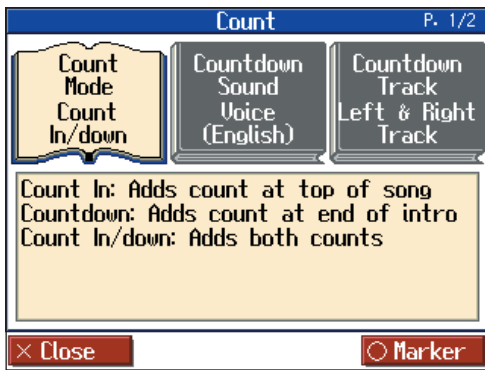 Count P. 1/2
Count
Mode
Count
In/down
Countdown
Sound
Voice
(English)
Countdown
Track
Left & Right
Track
Count In: Adds count at top of song
Countdown: Adds count at end of intro
Count In/down: Adds both counts
× Close
○ Marker